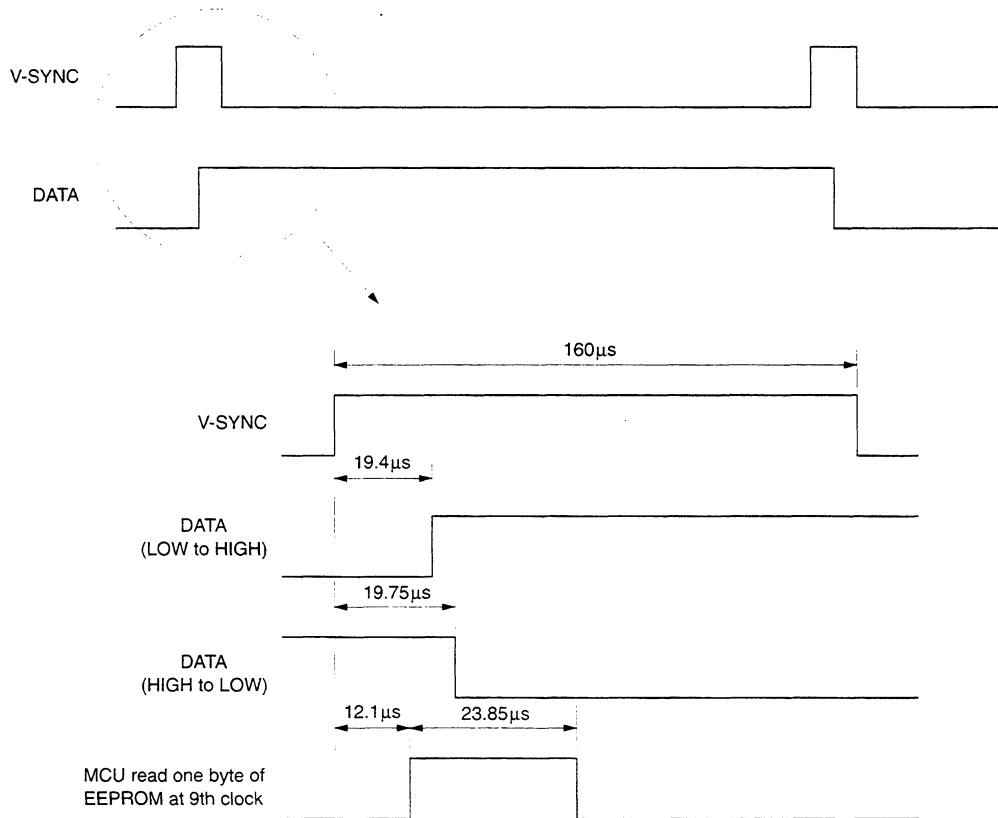 V-SYNC
DATA
160µs
V-SYNC
19.4µs
DATA
(LOW to HIGH)
19.75µs
DATA
(HIGH to LOW)
12.1µs
23.85µs
MCU read one byte of
EEPROM at 9th clock